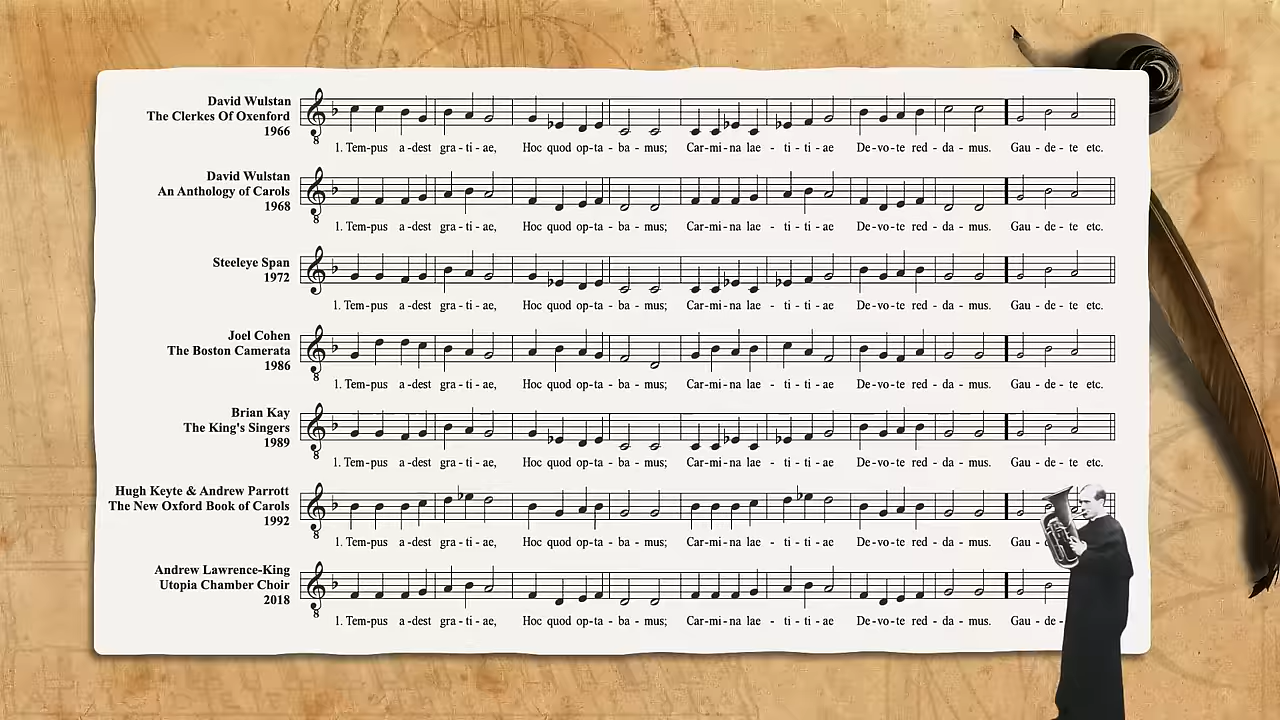 David Wulstan
The Clerkes Of Oxenford
1966
8
1. Tem-pus a-dest gra-ti-ae, Hoc quod op-ta-ba-mus; Car-mi-na lae-ti-ti-ae De-vo-te red-da-mus. Gau-de-te etc.
David Wulstan
An Anthology of Carols
1968
8
1. Tem-pus a-dest gra-ti-ae, Hoc quod op-ta-ba-mus; Car-mi-na lae-ti-ti-ae De-vo-te red-da-mus. Gau-de-te etc.
Steeleye Span
1972
8
1. Tem-pus a-dest gra-ti-ae, Hoc quod op-ta-ba-mus; Car-mi-na lae-ti-ti-ae De-vo-te red-da-mus. Gau-de-te etc.
Joel Cohen
The Boston Camerata
1986
8
1. Tem-pus a-dest gra-ti-ae, Hoc quod op-ta-ba-mus; Car-mi-na lae-ti-ti-ae De-vo-te red-da-mus. Gau-de-te etc.
Brian Kay
The King's Singers
1989
8
1. Tem-pus a-dest gra-ti-ae, Hoc quod op-ta-ba-mus; Car-mi-na lae-ti-ti-ae De-vo-te red-da-mus. Gau-de-te etc.
Hugh Keyte & Andrew Parrott
The New Oxford Book of Carols
1992
8
1. Tem-pus a-dest gra-ti-ae, Hoc quod op-ta-ba-mus; Car-mi-na lae-ti-ti-ae De-vo-te red-da-mus. Gau-
Andrew Lawrence-King
Utopia Chamber Choir
2018
8
1. Tem-pus a-dest gra-ti-ae, Hoc quod op-ta-ba-mus; Car-mi-na lae-ti-ti-ae De-vo-te red-da-mus. Gau-de-